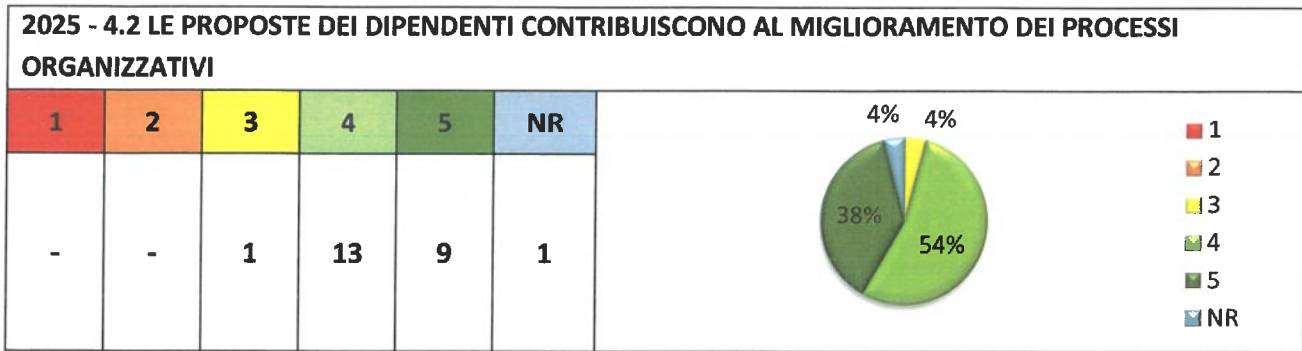 2025 - 4.2 LE PROPOSTE DEI DIPENDENTI CONTRIBUISCONO AL MIGLIORAMENTO DEI PROCESSI
ORGANIZZATIVI
1 2 3 4 5 NR
- - 1 13 9 1
4% 4%
38%
54%
1
2
3
4
5
NR